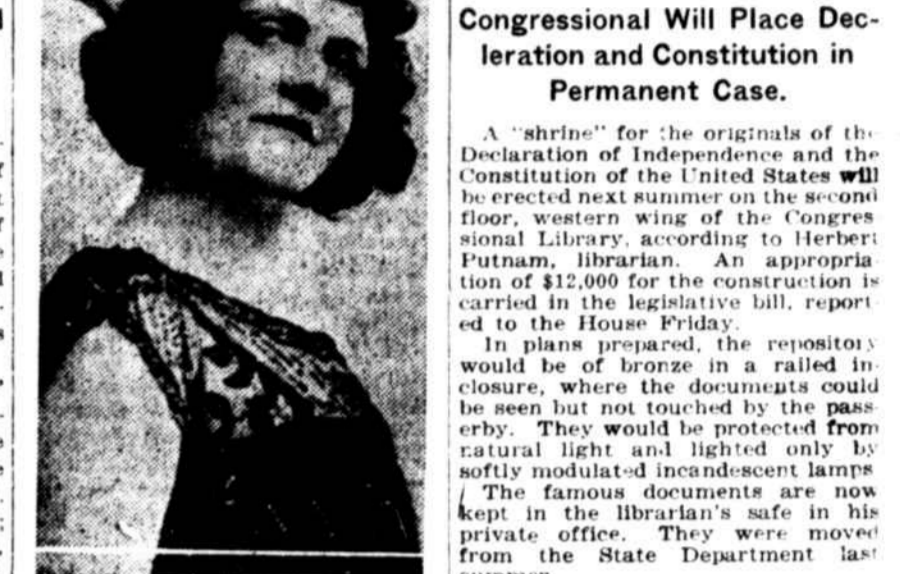 Congressional Will Place Dec-
leration and Constitution in
Permanent Case.
A "shrine" for the originals of the
Declaration of Independence and the
Constitution of the United States will
be erected next summer on the second
floor, western wing of the Congres
sional Library, according to Herbert
Putnam, librarian. An appropria
tion of $12,000 for the construction is
carried in the legislative bill, report
ed to the House Friday.
In plans prepared, the repository
would be of bronze in a railed in-
closure, where the documents could
be seen but not touched by the pass
erby. They would be protected from
natural light and lighted only by
softly modulated incandescent lamps
The famous documents are now
kept in the librarian's safe in his
private office. They were moved
from the State Department last